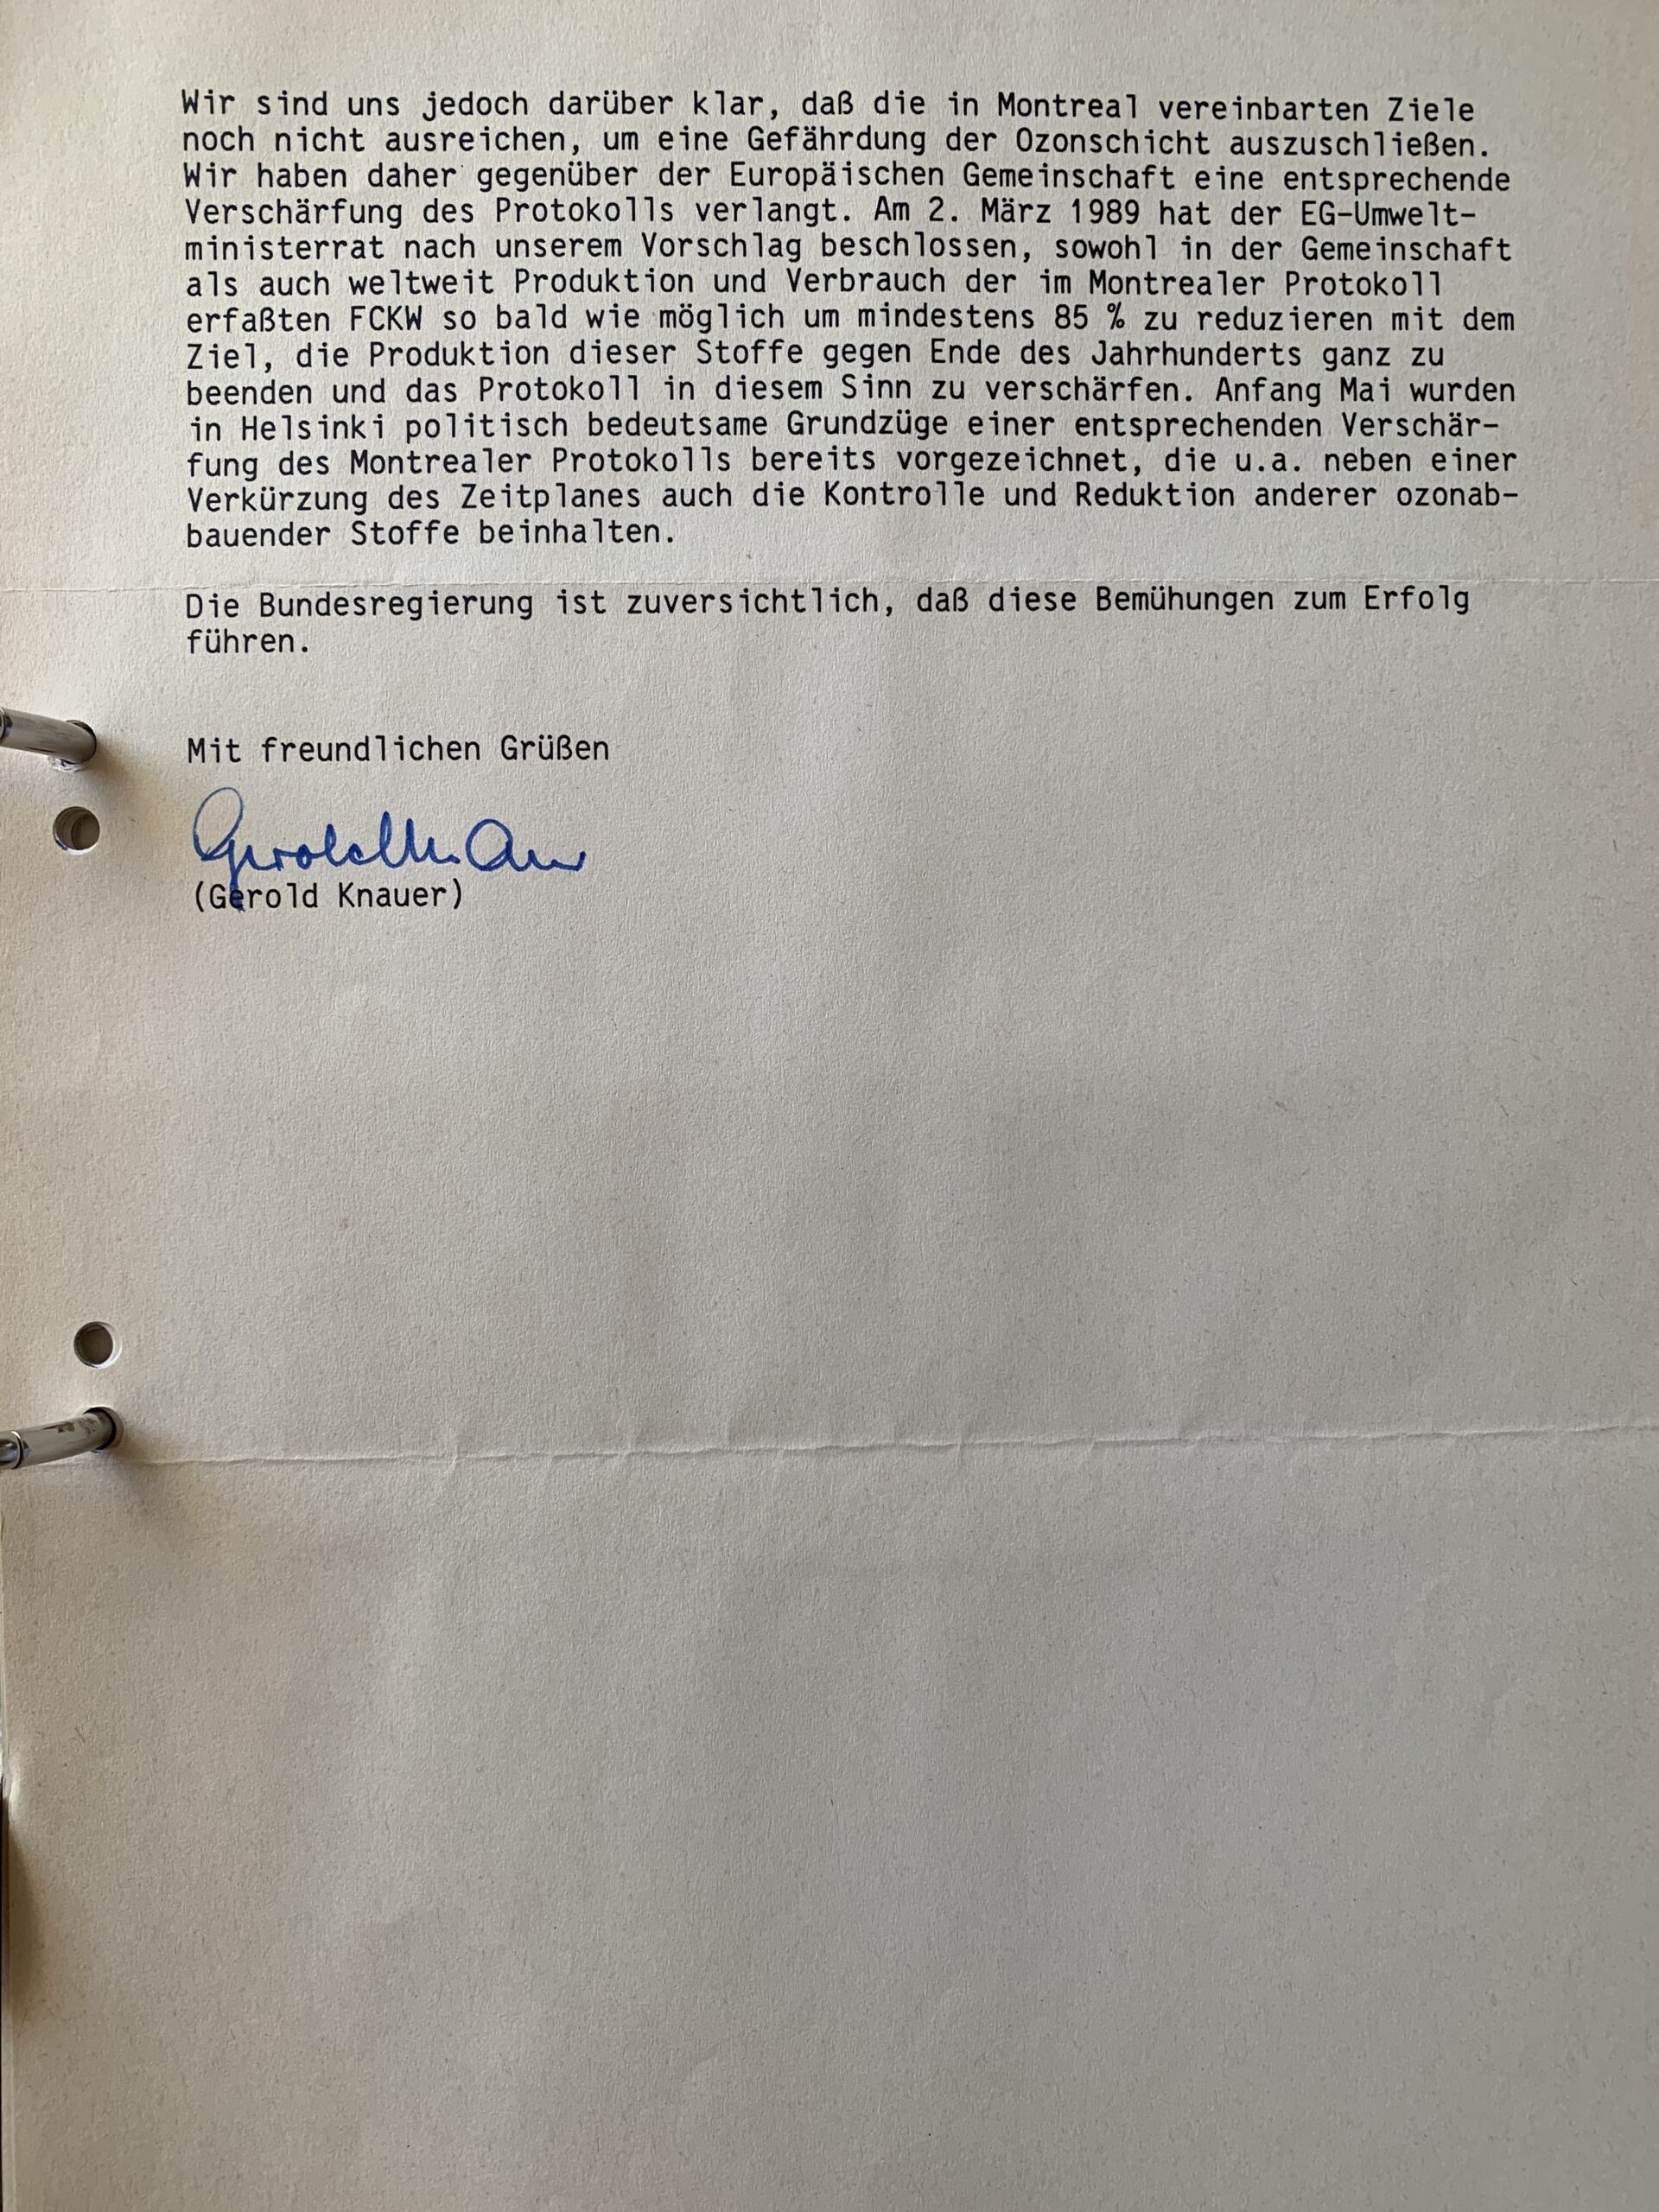 Wir sind uns jedoch darüber klar, daß die in Montreal vereinbarten Ziele
noch nicht ausreichen, um eine Gefährdung der Ozonschicht auszuschließen.
Wir haben daher gegenüber der Europäischen Gemeinschaft eine entsprechende
Verschärfung des Protokolls verlangt. Am 2. März 1989 hat der EG-Umwelt-
ministerrat nach unserem Vorschlag beschlossen, sowohl in der Gemeinschaft
als auch weltweit Produktion und Verbrauch der im Montrealer Protokoll
erfaßten FCKW so bald wie möglich um mindestens 85 % zu reduzieren mit dem
Ziel, die Produktion dieser Stoffe gegen Ende des Jahrhunderts ganz zu
beenden und das Protokoll in diesem Sinn zu verschärfen. Anfang Mai wurden
in Helsinki politisch bedeutsame Grundzüge einer entsprechenden Verschär-
fung des Montrealer Protokolls bereits vorgezeichnet, die u.a. neben einer
Verkürzung des Zeitplanes auch die Kontrolle und Reduktion anderer ozonab-
bauender Stoffe beinhalten.
Die Bundesregierung ist zuversichtlich, daß diese Bemühungen zum Erfolg
führen.
Mit freundlichen Grüßen
Gerold Knauer
(Gerold Knauer)